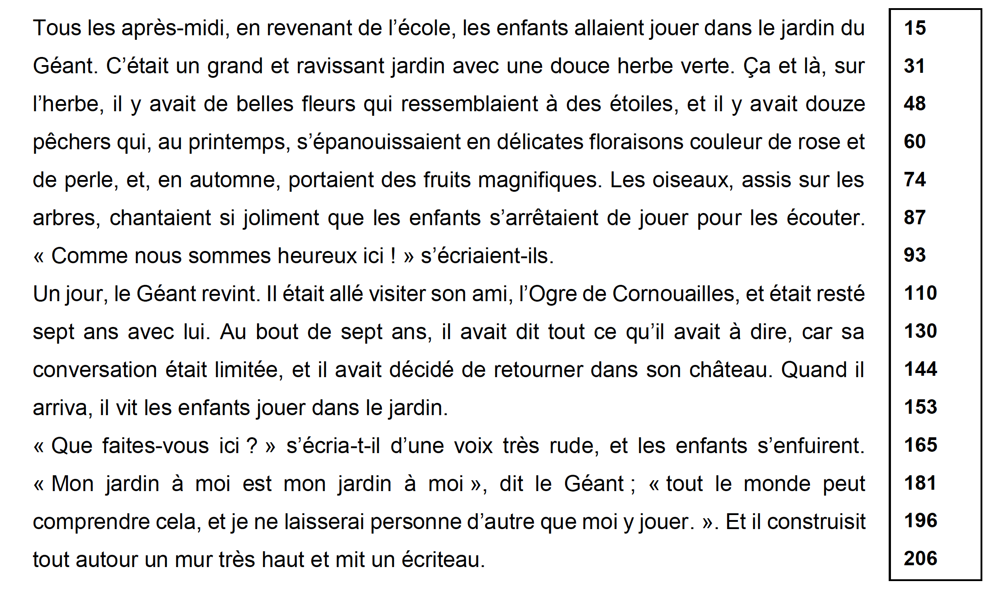 Tous les après-midi, en revenant de l’école, les enfants allaient jouer dans le jardin du 15
Géant. C’était un grand et ravissant jardin avec une douce herbe verte. Ça et là, sur 31
l’herbe, il y avait de belles fleurs qui ressemblaient à des étoiles, et il y avait douze 48
pêchers qui, au printemps, s’épanouissaient en délicates floraisons couleur de rose et 60
de perle, et, en automne, portaient des fruits magnifiques. Les oiseaux, assis sur les 74
arbres, chantaient si joliment que les enfants s’arrêtaient de jouer pour les écouter. 87
« Comme nous sommes heureux ici ! » s’écriaient-ils. 93
Un jour, le Géant revint. Il était allé visiter son ami, l’Ogre de Cornouailles, et était resté 110
sept ans avec lui. Au bout de sept ans, il avait dit tout ce qu’il avait à dire, car sa 130
conversation était limitée, et il avait décidé de retourner dans son château. Quand il 144
arriva, il vit les enfants jouer dans le jardin. 153
« Que faites-vous ici ? » s’écria-t-il d’une voix très rude, et les enfants s’enfuirent. 165
« Mon jardin à moi est mon jardin à moi », dit le Géant ; « tout le monde peut 181
comprendre cela, et je ne laisserai personne d’autre que moi y jouer. ». Et il construisit 196
tout autour un mur très haut et mit un écriteau. 206